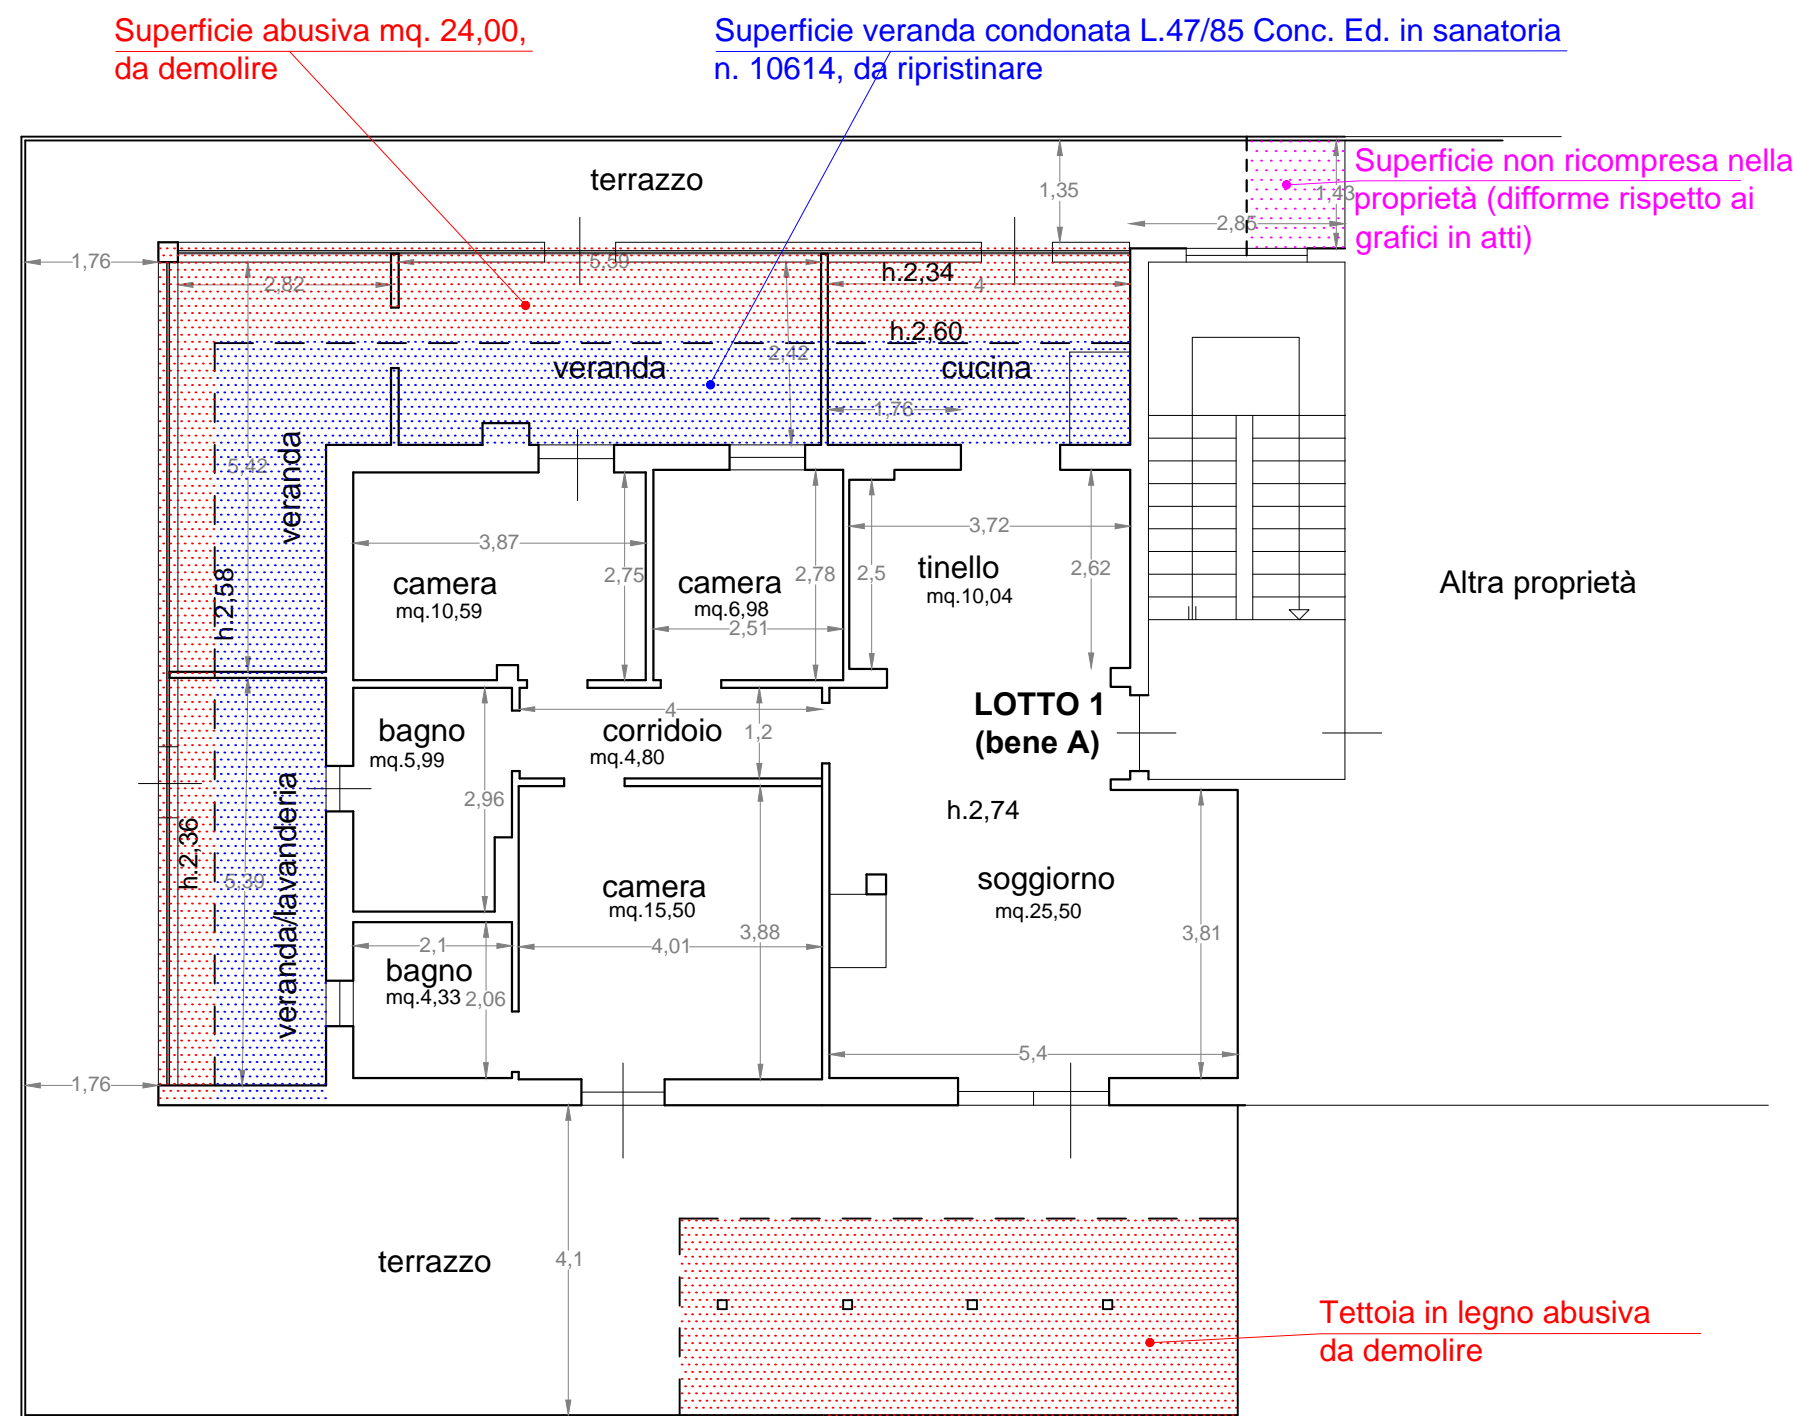 Superficie abusiva mq. 24,00,
da demolire
Superficie veranda condonata L.47/85 Conc. Ed. in sanatoria
n. 10614, da ripristinare
terrazzo
1,35
1,43
2,85
Superficie non ricompresa nella
proprietà (difforme rispetto ai
grafici in atti)
1,76
2,82
5,59
h.2,34
4
h.2,60
2,42
veranda
cucina
1,76
veranda
5,42
h.2,58
3,87
2,75
camera
mq.10,59
camera
mq.6,98
2,78
2,51
2,5
3,72
tinello
mq.10,04
2,62
Altra proprietà
LOTTO 1
(bene A)
bagno
mq.5,99
4
corridoio
mq.4,80
1,2
2,96
h.2,74
h.2,36
5,39
veranda/lavanderia
camera
mq.15,50
4,01
3,88
soggiorno
mq.25,50
3,81
2,1
bagno
mq.4,33
2,06
5,4
1,76
terrazzo
4,1
Tettoia in legno abusiva
da demolire